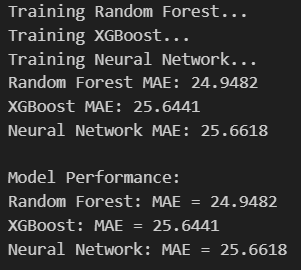 Training Random Forest...
Training XGBoost...
Training Neural Network...
Random Forest MAE: 24.9482
XGBoost MAE: 25.6441
Neural Network MAE: 25.6618
Model Performance:
Random Forest: MAE = 24.9482
XGBoost: MAE = 25.6441
Neural Network: MAE = 25.6618